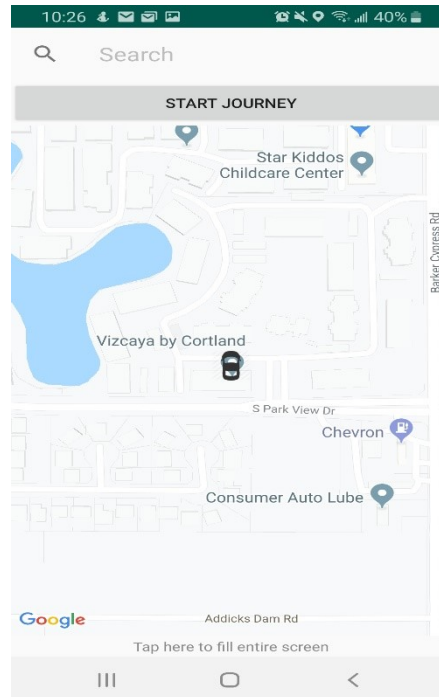 10:26
40%
Search
START JOURNEY
Star Kiddos
Childcare Center
Barker Cypress Rd
Vizcaya by Cortland
S Park View Dr
Chevron
Consumer Auto Lube
Google
Addicks Dam Rd
Tap here to fill entire screen